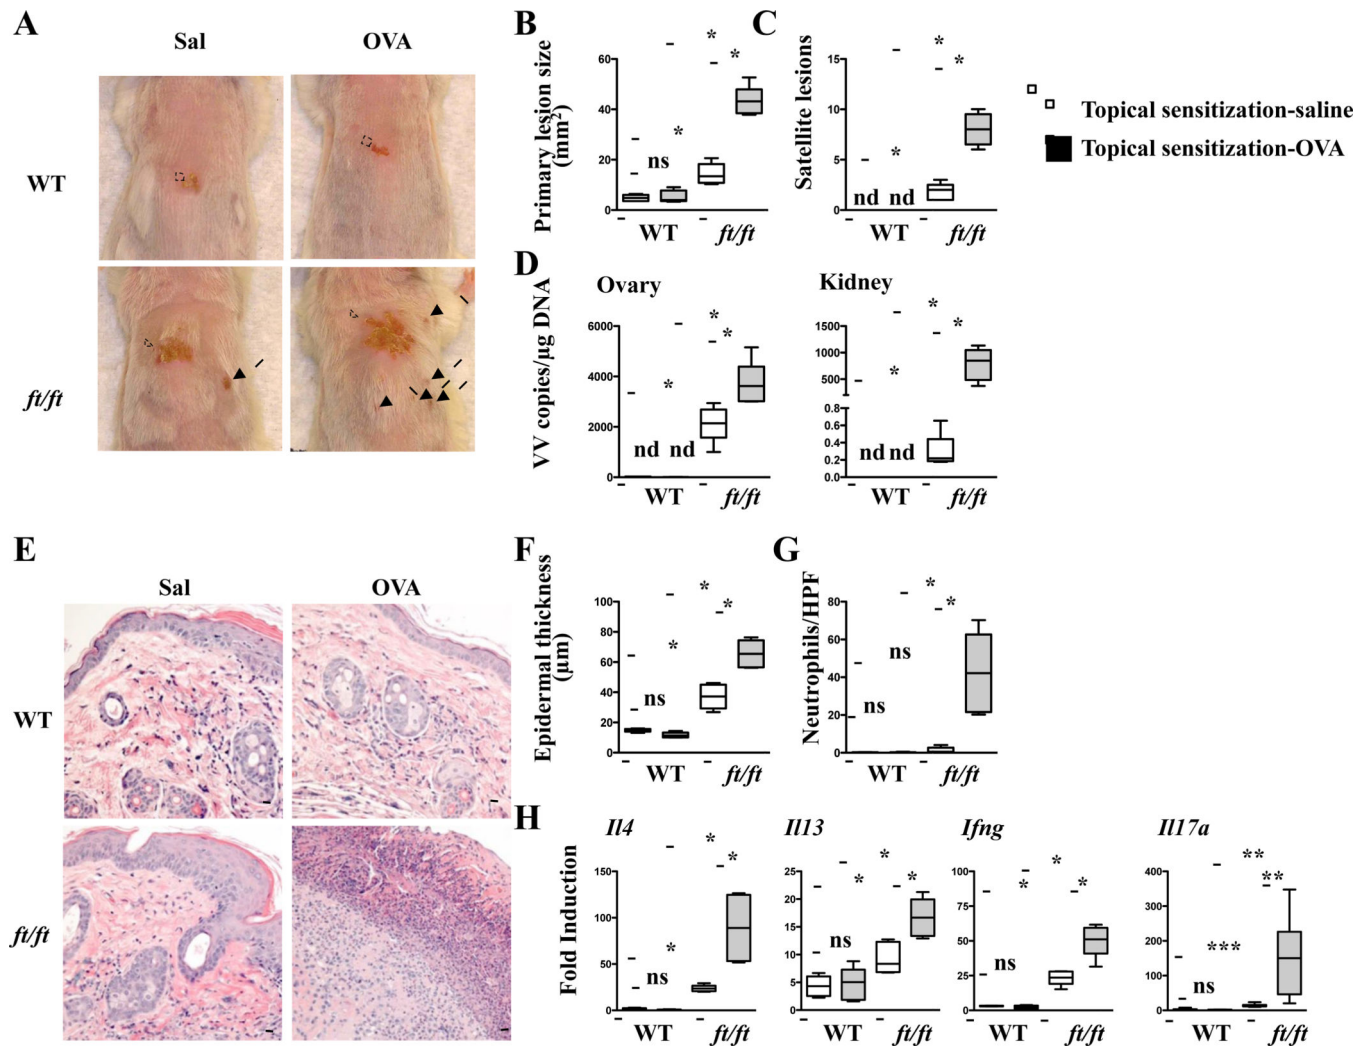 A
Sal OVA
WT
ft/ft
B
Primary lesion size
(mm²)
60
40
20
0
* *
ns *
WT ft/ft
C
Satellite lesions
15
10
5
0
* *
*
nd nd
WT ft/ft
Topical sensitization-saline
Topical sensitization-OVA
D
VV copies/µg DNA
Ovary
6000
4000
2000
0
* *
*
nd nd
WT ft/ft
Kidney
1500
1000
500
0.8
0.6
0.4
0.2
0.0
* *
*
nd nd
WT ft/ft
E
Sal OVA
WT
ft/ft
F
Epidermal thickness
(µm)
100
80
60
40
20
0
* *
*
ns
WT ft/ft
G
Neutrophils/HPF
80
60
40
20
0
* *
ns
ns
WT ft/ft
H
Fold Induction
Il4
150
100
50
0
* *
*
ns
WT ft/ft
Il13
20
15
10
5
0
*
* *
ns
WT ft/ft
Ifng
75
50
25
0
*
* *
ns
WT ft/ft
Il17a
400
300
200
100
0
** **
***
ns
WT ft/ft